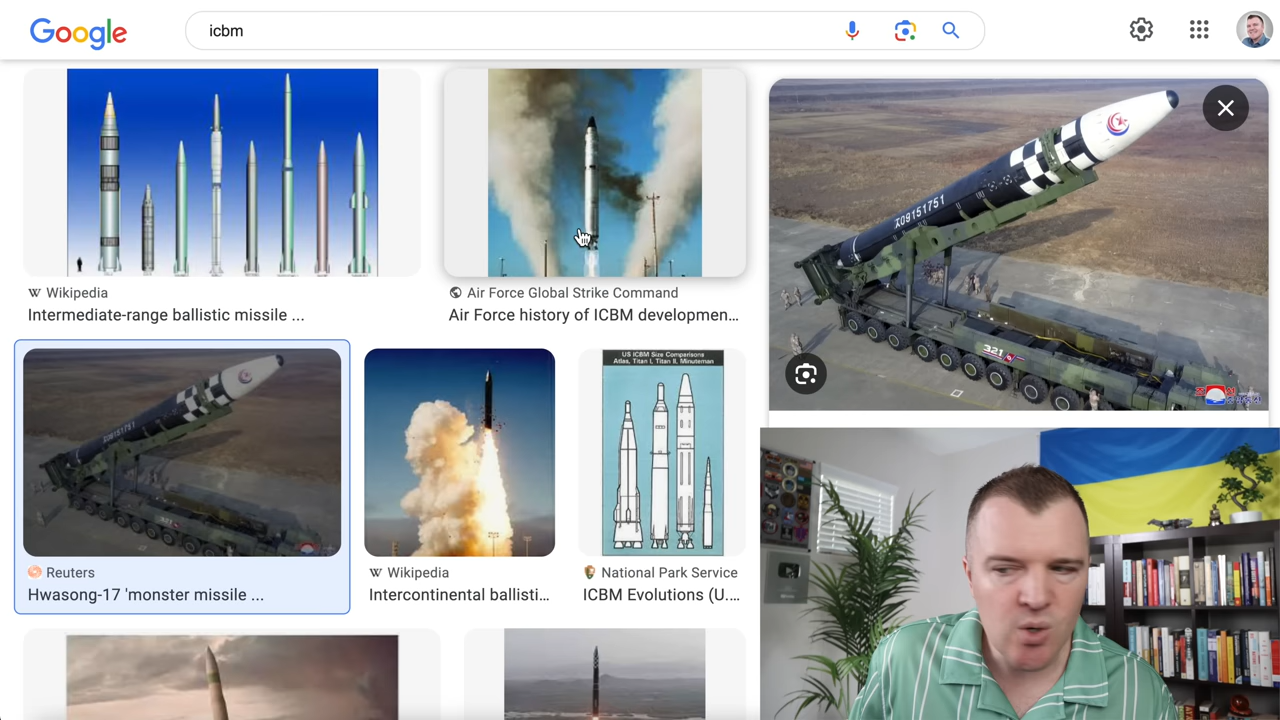 Google
icbm
W Wikipedia
Intermediate-range ballistic missile ...
Air Force Global Strike Command
Air Force history of ICBM developmen...
321
US ICBM Size Comparisons
Atlas, Titan I, Titan II, Minuteman
Reuters
Hwasong-17 'monster missile ...
W Wikipedia
Intercontinental ballisti...
National Park Service
ICBM Evolutions (U....